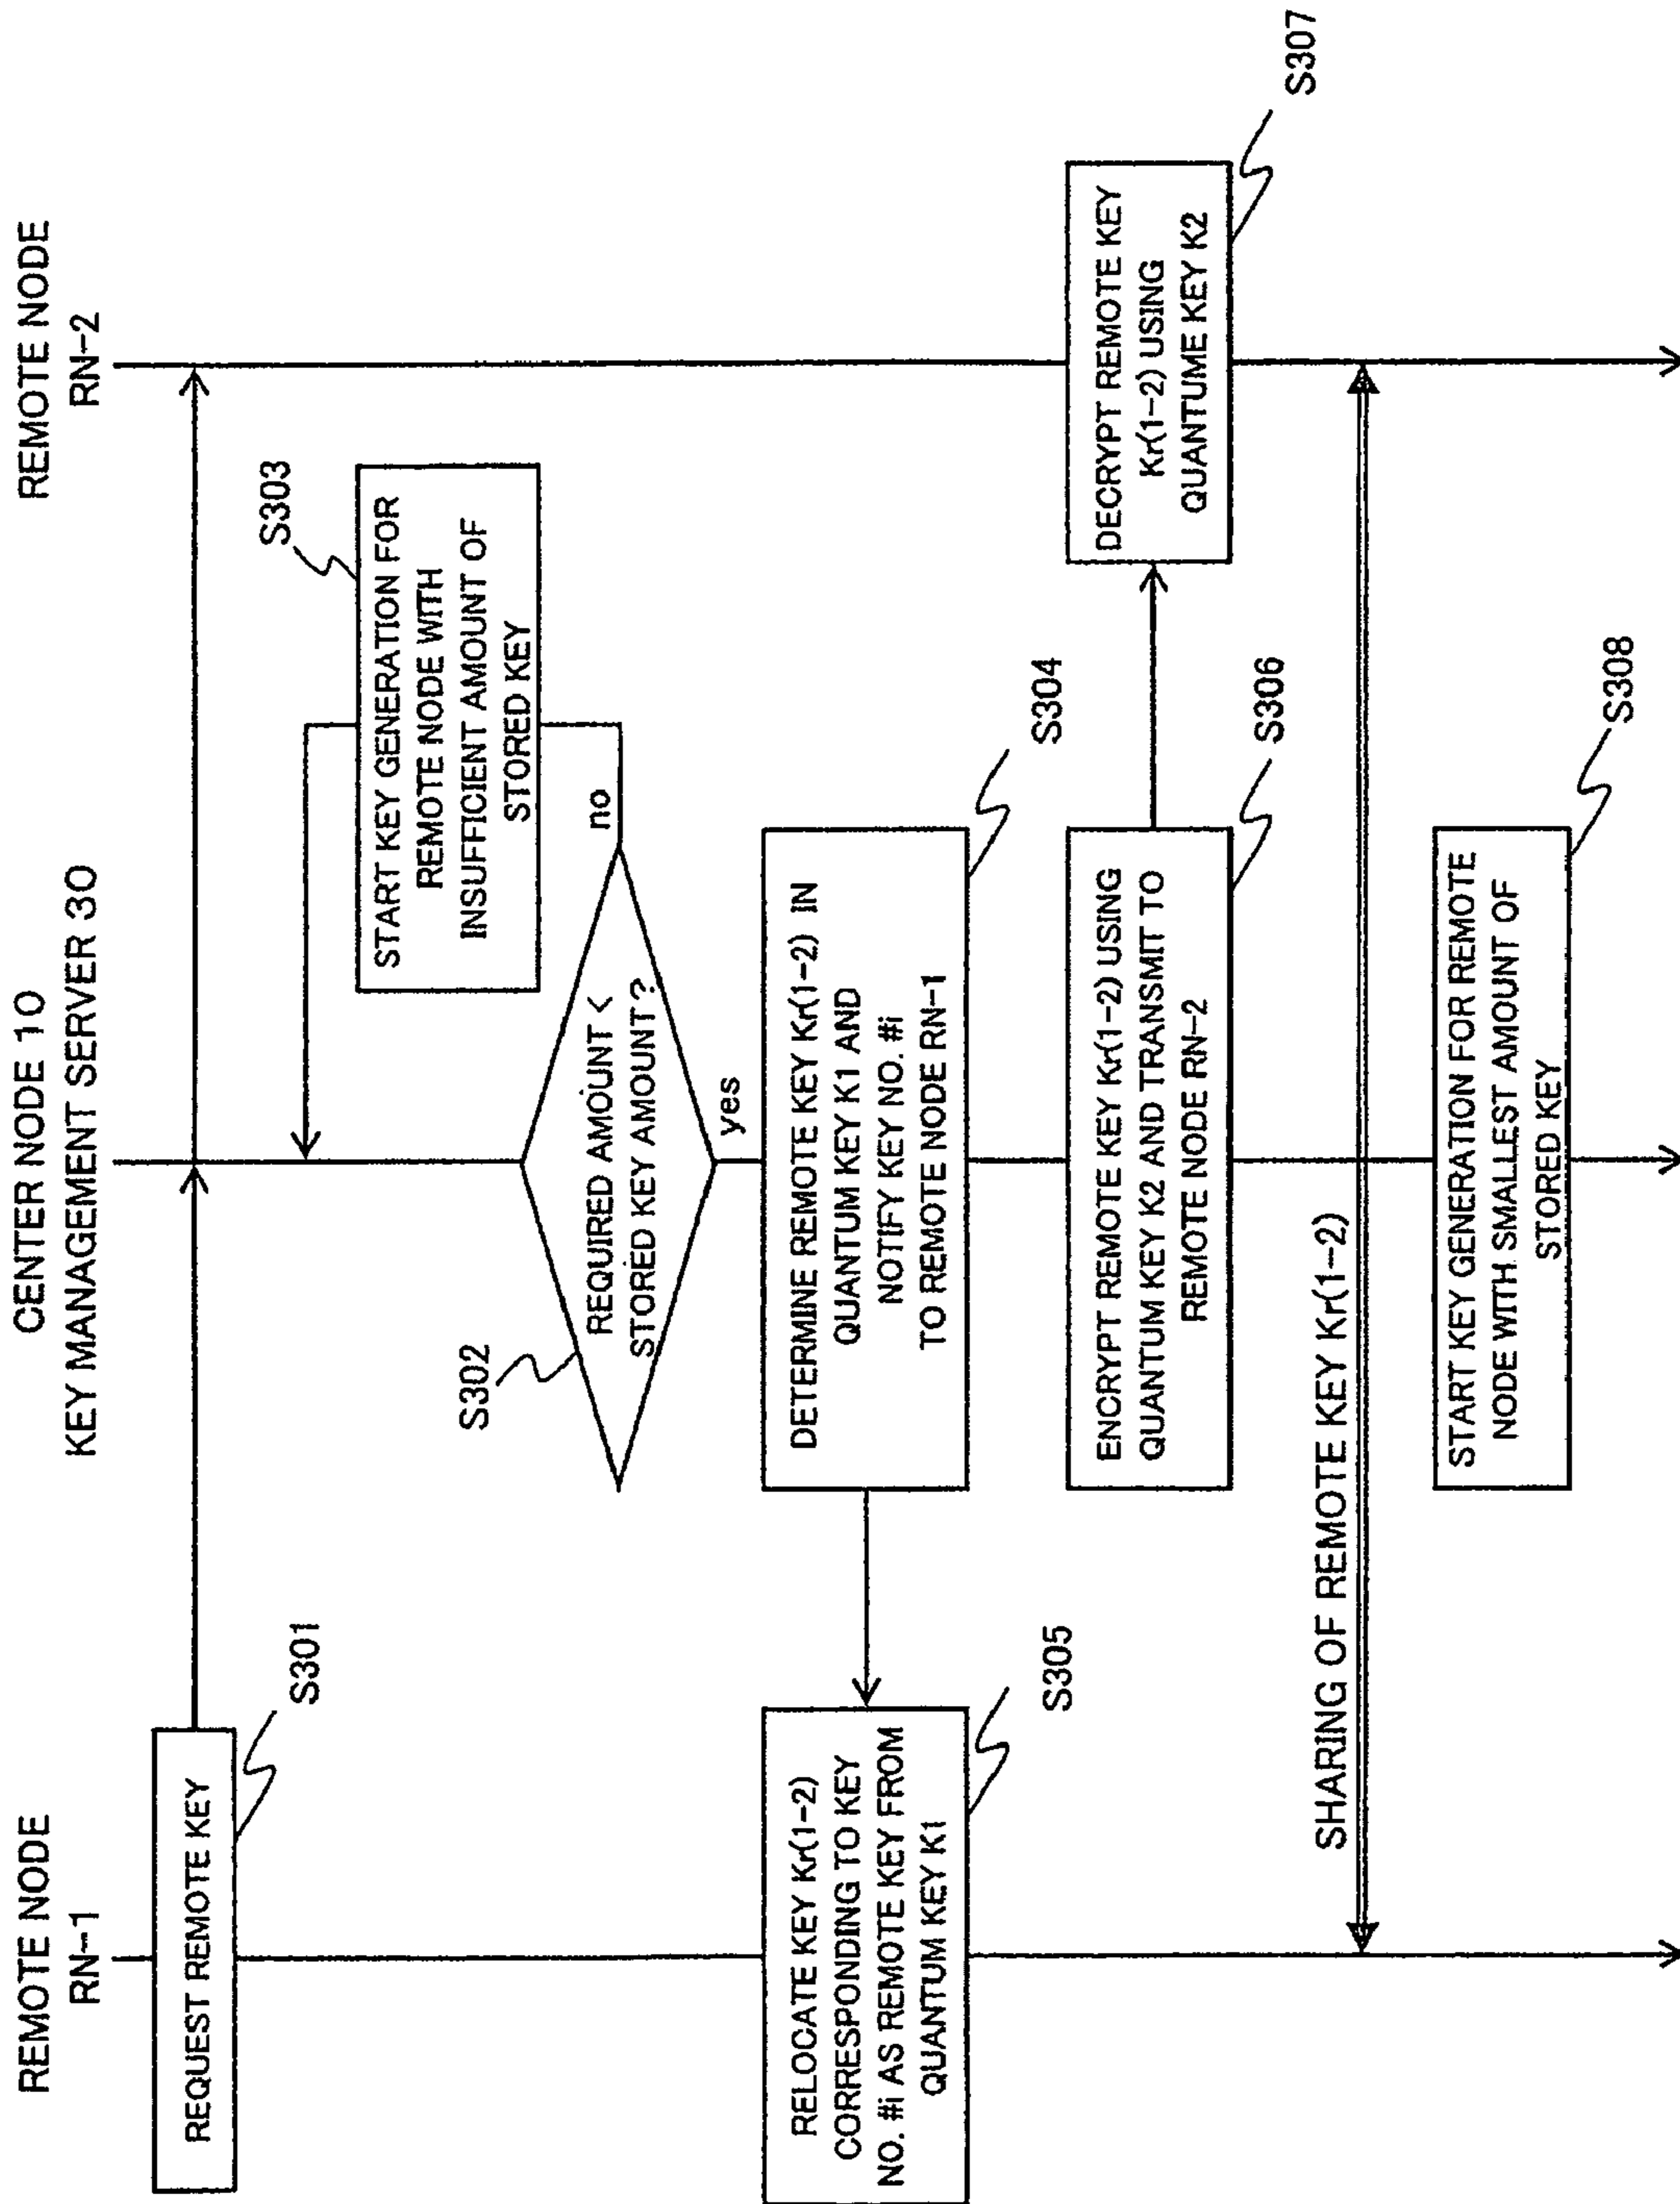 REMOTE NODE
RN-1
CENTER NODE 10
KEY MANAGEMENT SERVER 30
REMOTE NODE
RN-2
REQUEST REMOTE KEY
S301
S303
START KEY GENERATION FOR
REMOTE NODE WITH
INSUFFICIENT AMOUNT OF
STORED KEY
S302
REQUIRED AMOUNT <
STORED KEY AMOUNT?
no
yes
DETERMINE REMOTE KEY Kr(1-2) IN
QUANTUM KEY K1 AND
NOTIFY KEY NO. #i
TO REMOTE NODE RN-1
S304
RELOCATE KEY Kr(1-2)
CORRESPONDING TO KEY
NO. #i AS REMOTE KEY FROM
QUANTUM KEY K1
S305
ENCRYPT REMOTE KEY Kr(1-2) USING
QUANTUM KEY K2 AND TRANSMIT TO
REMOTE NODE RN-2
S306
DECRYPT REMOTE KEY
Kr(1-2) USING
QUANTUME KEY K2
S307
SHARING OF REMOTE KEY Kr(1-2)
START KEY GENERATION FOR REMOTE
NODE WITH SMALLEST AMOUNT OF
STORED KEY
S308